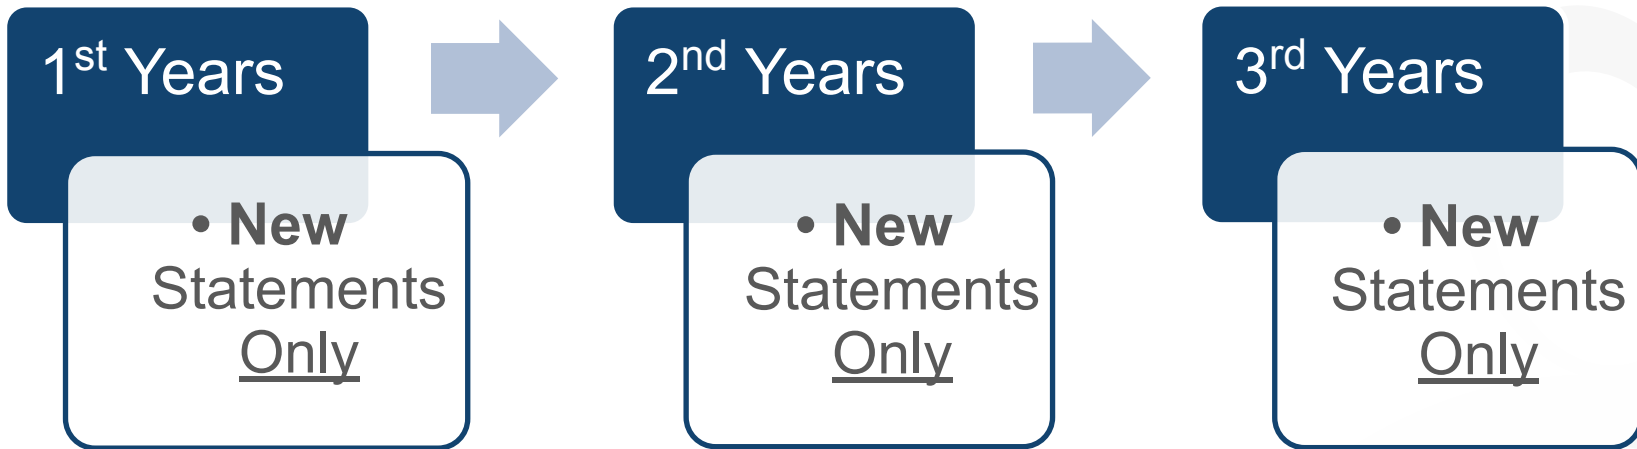 1st Years
• New
Statements
Only
2nd Years
• New
Statements
Only
3rd Years
• New
Statements
Only